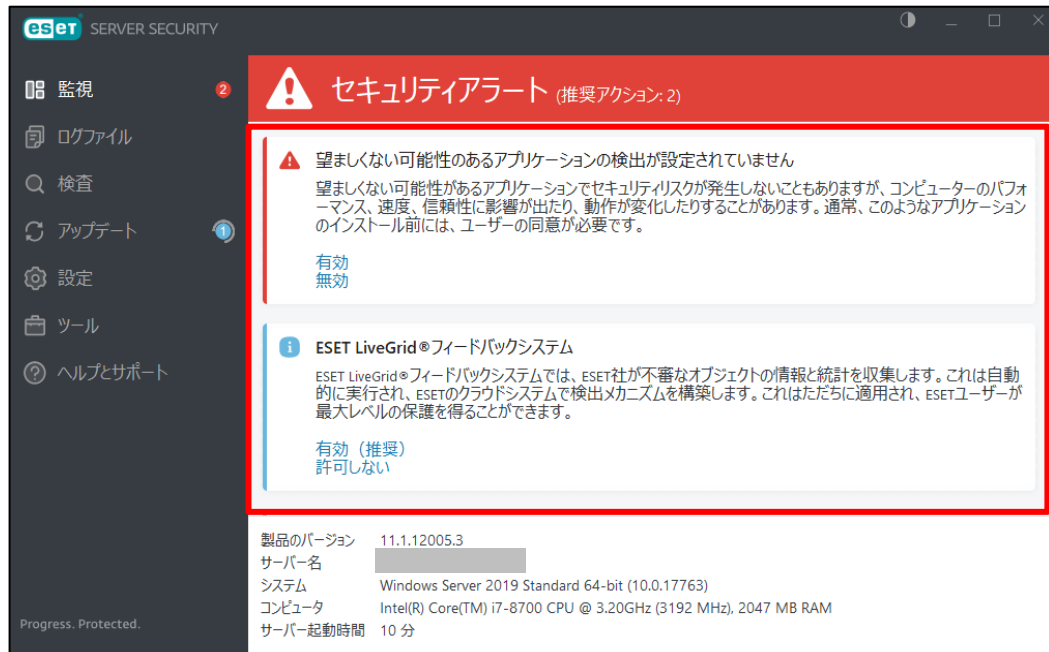 eset SERVER SECURITY
監視 2
ログファイル
検査
アップデート 1
設定
ツール
ヘルプとサポート
Progress. Protected.
セキュリティアラート (推奨アクション: 2)
望ましくない可能性のあるアプリケーションの検出が設定されていません
望ましくない可能性があるアプリケーションでセキュリティリスクが発生しないこともありますが、コンピューターのパフォ
ーマンス、速度、信頼性に影響が出たり、動作が変化したりすることがあります。通常、このようなアプリケーション
のインストール前には、ユーザーの同意が必要です。
有効
無効
ESET LiveGrid®フィードバックシステム
ESET LiveGrid®フィードバックシステムでは、ESET社が不審なオブジェクトの情報と統計を収集します。これは自動
的に実行され、ESETのクラウドシステムで検出メカニズムを構築します。これはただちに適用され、ESETユーザーが
最大レベルの保護を得ることができます。
有効（推奨）
許可しない
製品のバージョン 11.1.12005.3
サーバー名
システム Windows Server 2019 Standard 64-bit (10.0.17763)
コンピュータ Intel(R) Core(TM) i7-8700 CPU @ 3.20GHz (3192 MHz), 2047 MB RAM
サーバー起動時間 10 分